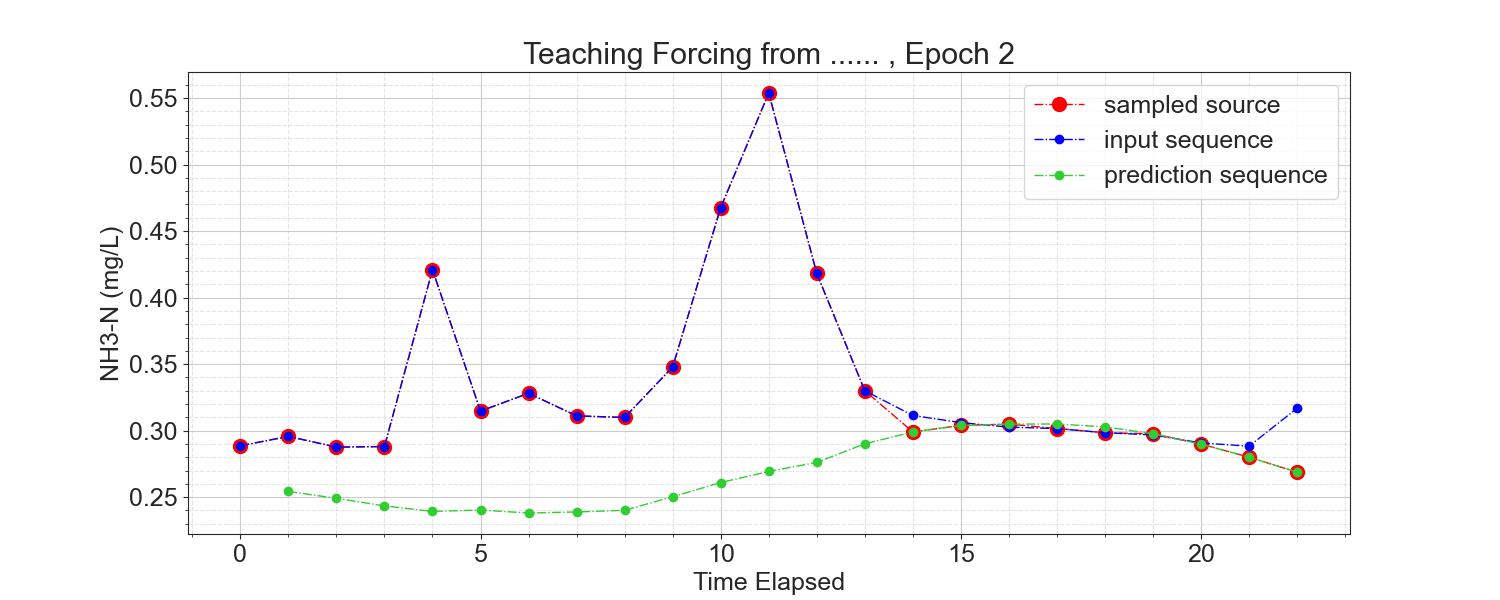 Teaching Forcing from ...... , Epoch 2
sampled source
input sequence
prediction sequence
NH3-N (mg/L)
0.55
0.50
0.45
0.40
0.35
0.30
0.25
0 5 10 15 20
Time Elapsed